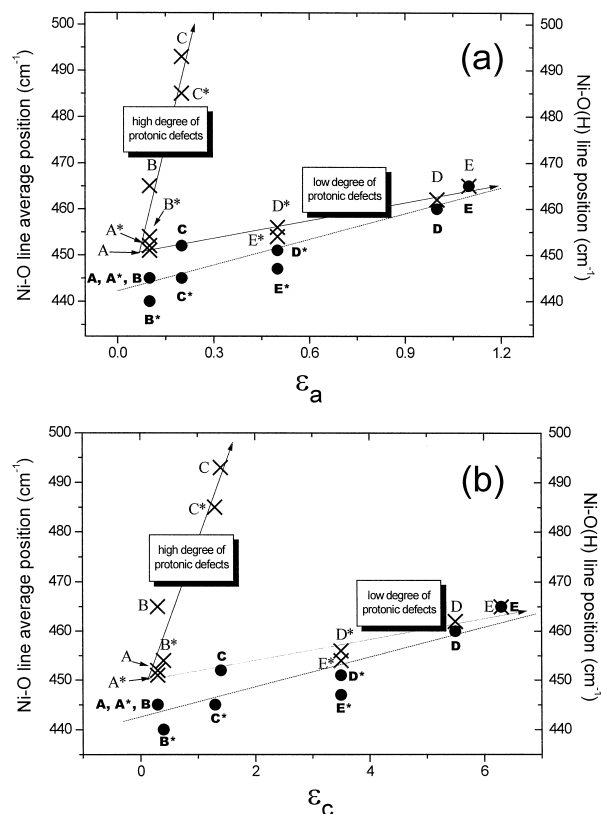 (a)
500
490
480
470
460
450
440
Ni-O line average position (cm⁻¹)
500
490
480
470
460
450
440
Ni-O(H) line position (cm⁻¹)
C
C*
high degree of
protonic defects
B
B*
A*
A
low degree of
protonic defects
D*
E*
D
E
C
A, A*, B
C*
B*
D*
E*
D
E
0.0 0.3 0.6 0.9 1.2
εa
(b)
500
490
480
470
460
450
440
Ni-O line average position (cm⁻¹)
500
490
480
470
460
450
440
Ni-O(H) line position (cm⁻¹)
C
C*
high degree of
protonic defects
B
B*
A
A*
low degree of
protonic defects
D*
E*
D
E
C
A, A*, B
C*
B*
D*
E*
D
E
0 2 4 6
εC